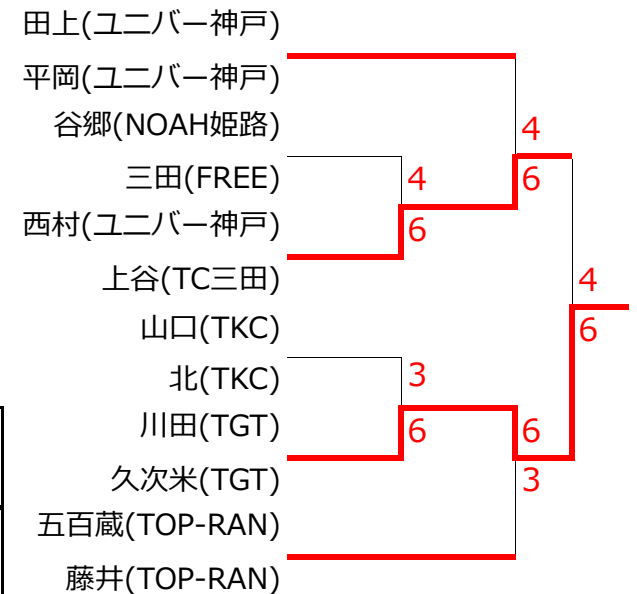 田上(ユニバー神戸)
平岡(ユニバー神戸)
谷郷(NOAH姫路)
4
三田(FREE)
4
6
西村(ユニバー神戸)
6
上谷(TC三田)
4
山口(TKC)
6
北(TKC)
3
川田(TGT)
6
6
久次米(TGT)
3
五百蔵(TOP-RAN)
藤井(TOP-RAN)